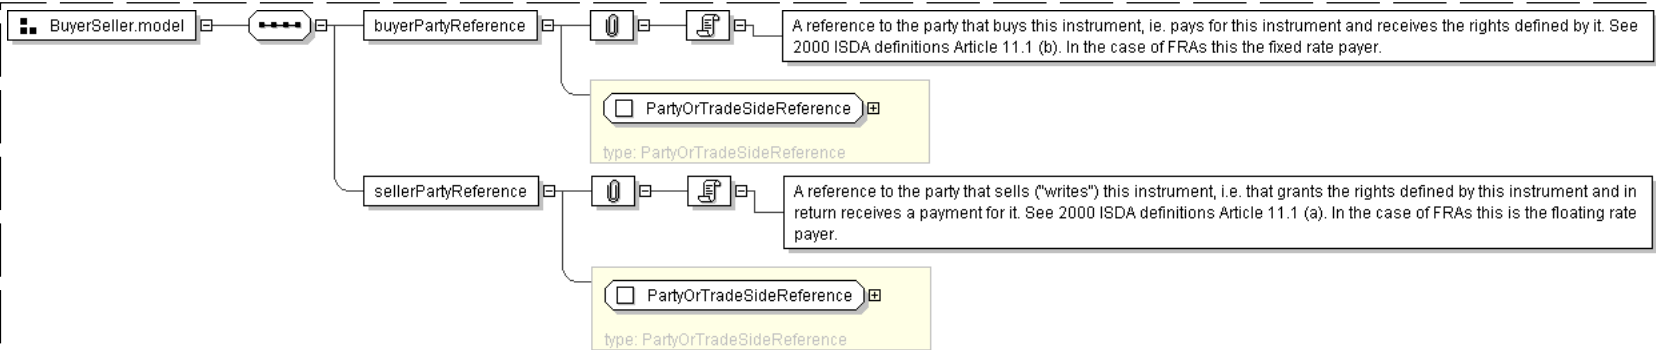 BuyerSeller.model
buyerPartyReference
A reference to the party that buys this instrument, ie. pays for this instrument and receives the rights defined by it. See
2000 ISDA definitions Article 11.1 (b). In the case of FRAs this the fixed rate payer.
PartyOrTradeSideReference
type: PartyOrTradeSideReference
sellerPartyReference
A reference to the party that sells ("writes") this instrument, i.e. that grants the rights defined by this instrument and in
return receives a payment for it. See 2000 ISDA definitions Article 11.1 (a). In the case of FRAs this is the floating rate
payer.
PartyOrTradeSideReference
type: PartyOrTradeSideReference